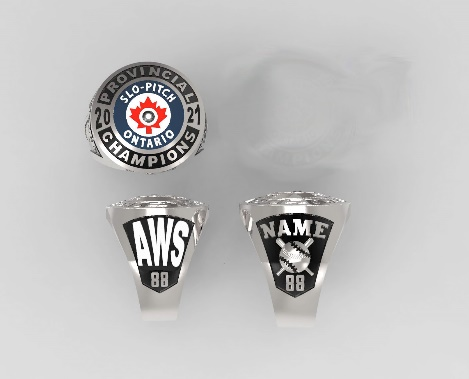 PROVINCIAL
SLO-PITCH
20 21
ONTARIO
CHAMPIONS
AWS
88
NAME
88